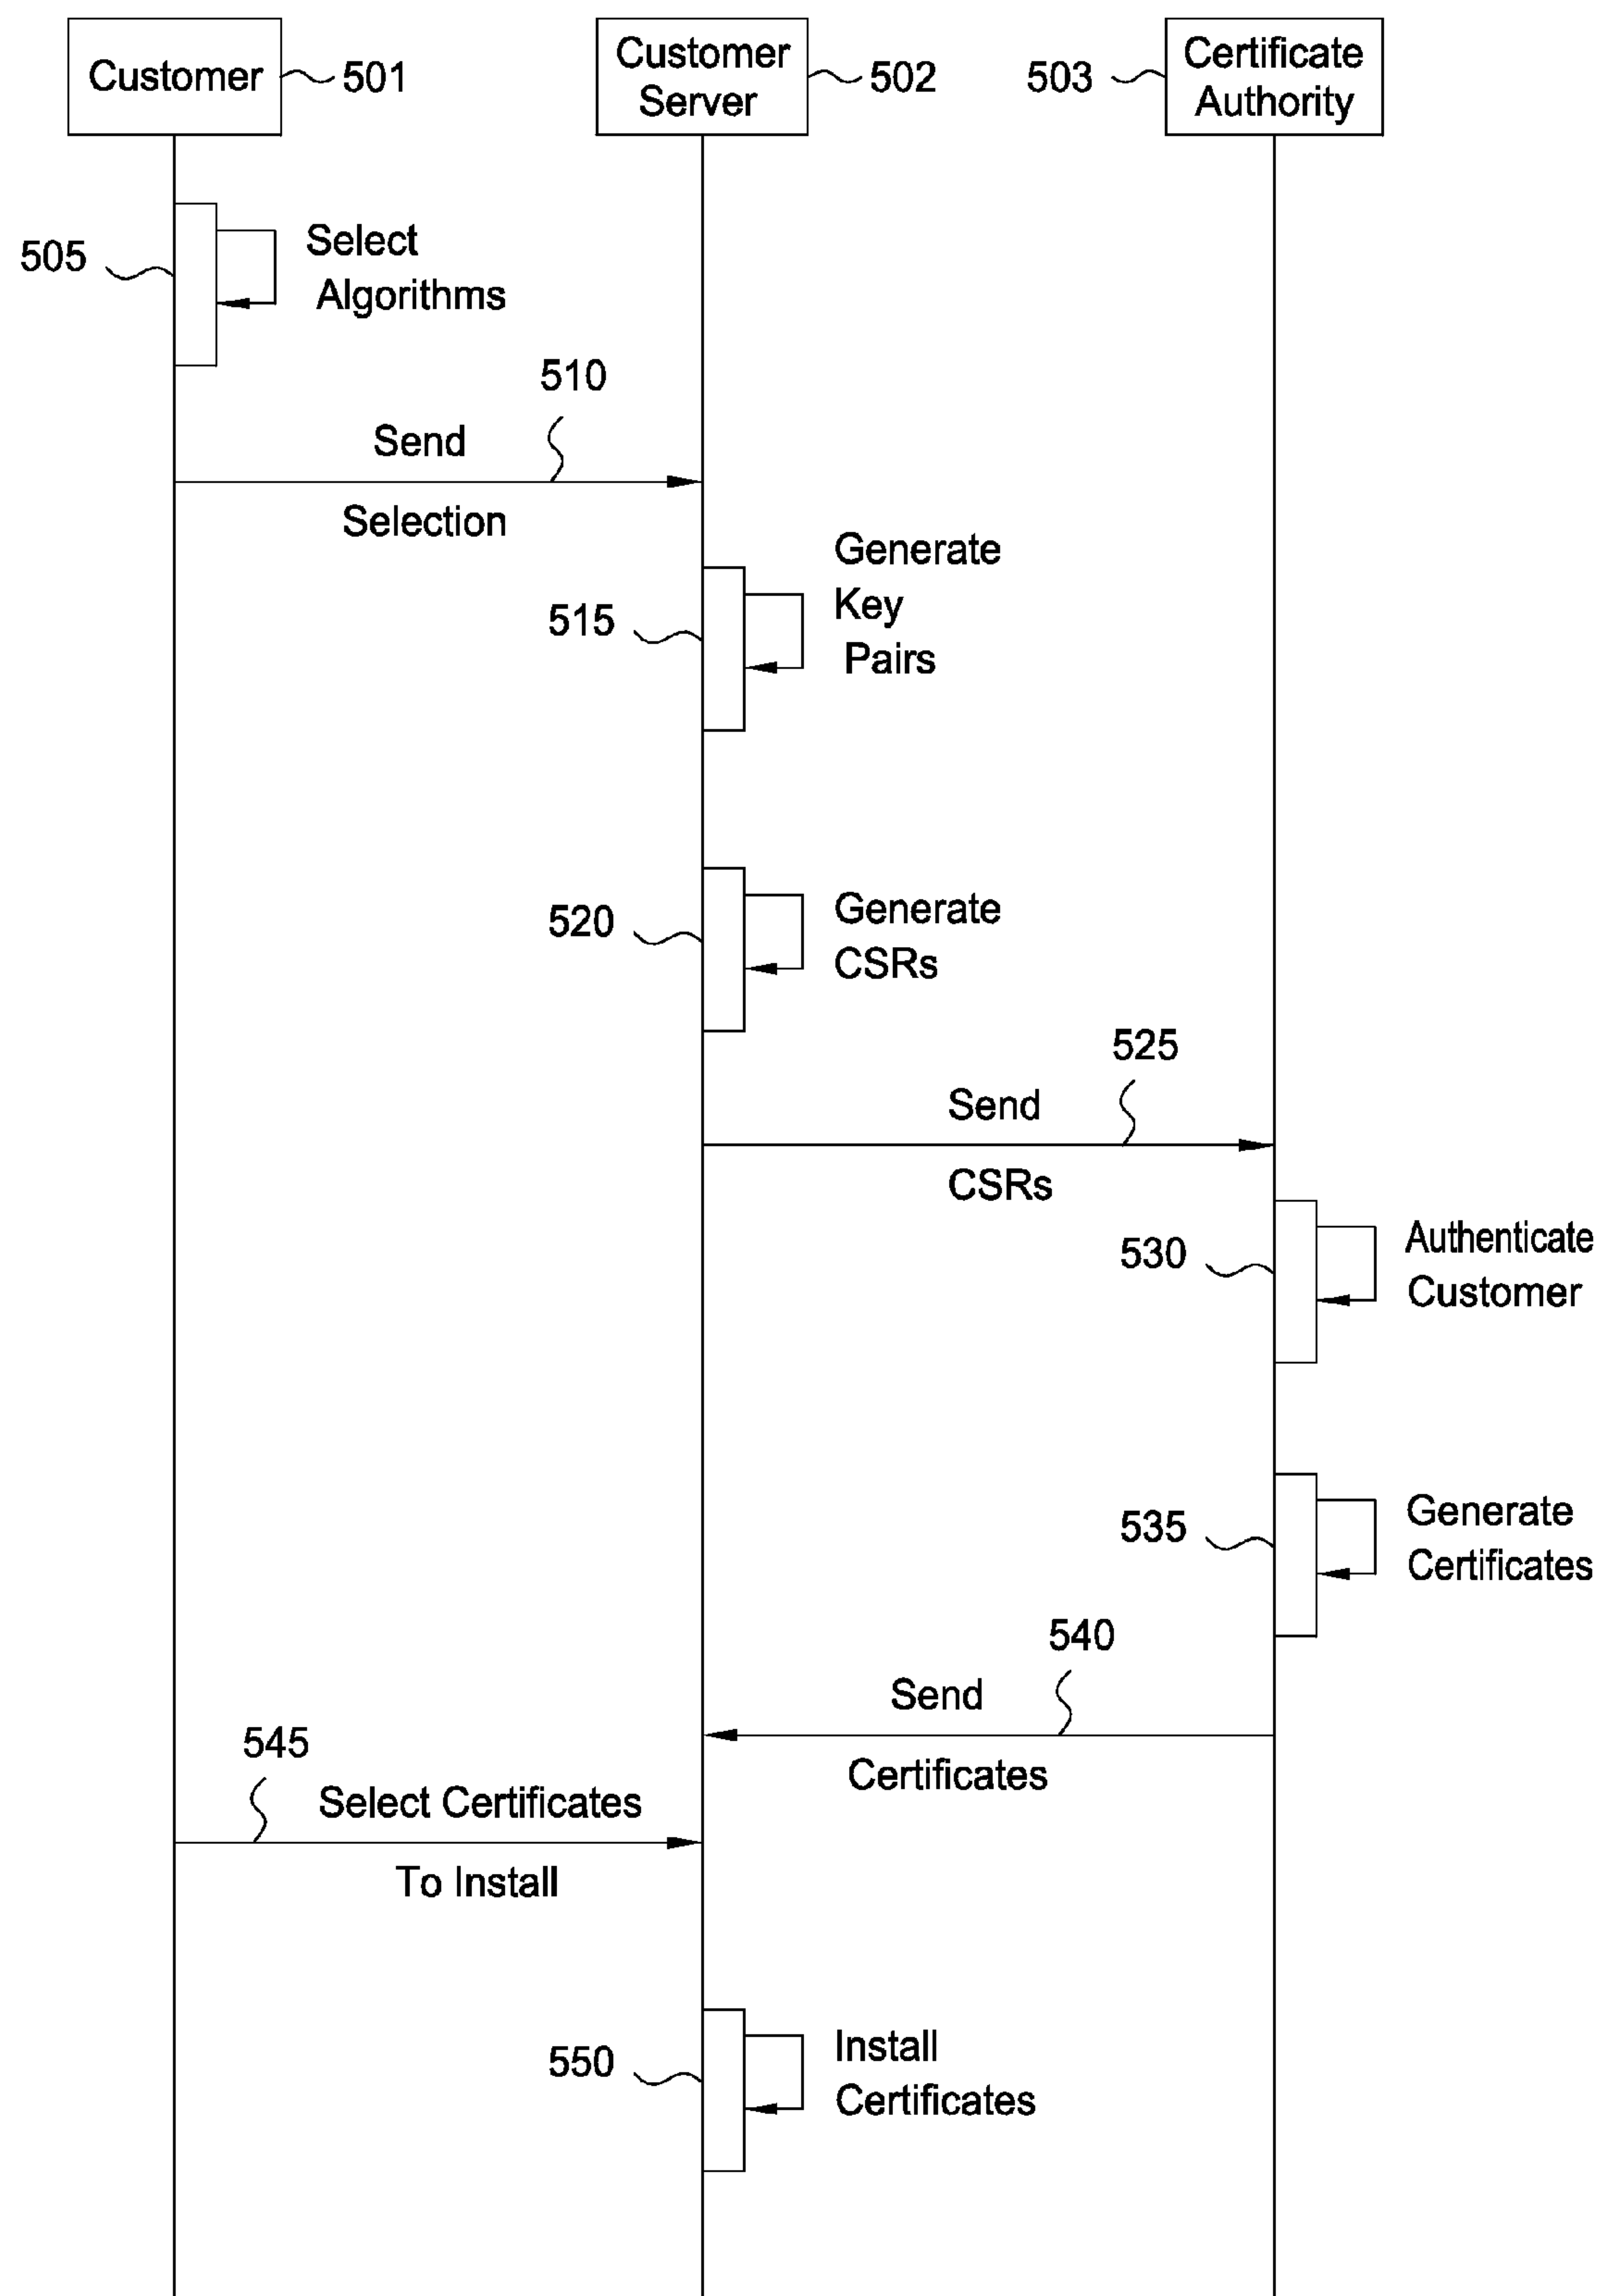 Customer
501
Customer
Server
502
503
Certificate
Authority
505
Select
Algorithms
510
Send
Selection
515
Generate
Key
Pairs
520
Generate
CSRs
525
Send
CSRs
530
Authenticate
Customer
535
Generate
Certificates
540
Send
Certificates
545
Select Certificates
To Install
550
Install
Certificates